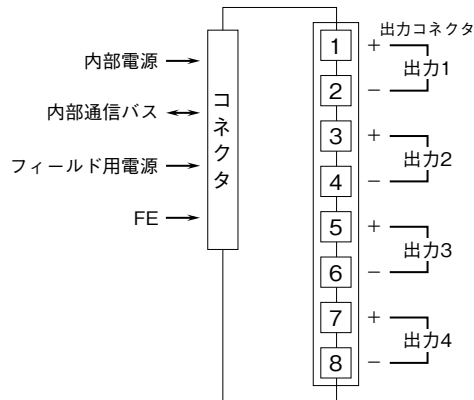 内部電源
内部通信バス
フィールド用電源
FE
コネクタ
出力コネクタ
1 +
出力1
2 −
3 +
出力2
4 −
5 +
出力3
6 −
7 +
出力4
8 −